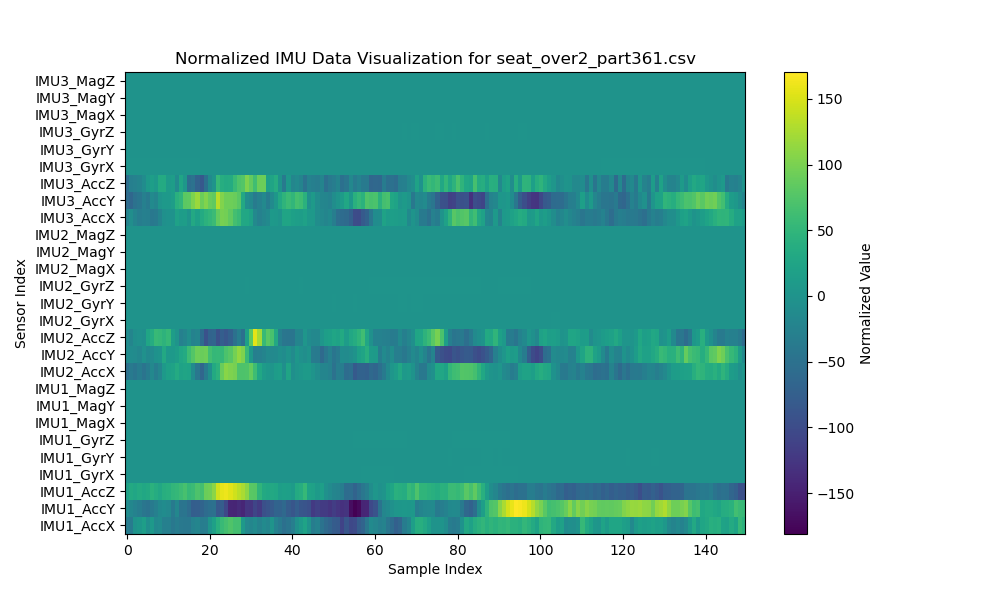 Normalized IMU Data Visualization for seat_over2_part361.csv
IMU3_MagZ
IMU3_MagY
IMU3_MagX
IMU3_GyrZ
IMU3_GyrY
IMU3_GyrX
IMU3_AccZ
IMU3_AccY
IMU3_AccX
IMU2_MagZ
IMU2_MagY
IMU2_MagX
IMU2_GyrZ
IMU2_GyrY
IMU2_GyrX
IMU2_AccZ
IMU2_AccY
IMU2_AccX
IMU1_MagZ
IMU1_MagY
IMU1_MagX
IMU1_GyrZ
IMU1_GyrY
IMU1_GyrX
IMU1_AccZ
IMU1_AccY
IMU1_AccX
Sensor Index
0 20 40 60 80 100 120 140
Sample Index
150
100
50
0
−50
−100
−150
Normalized Value